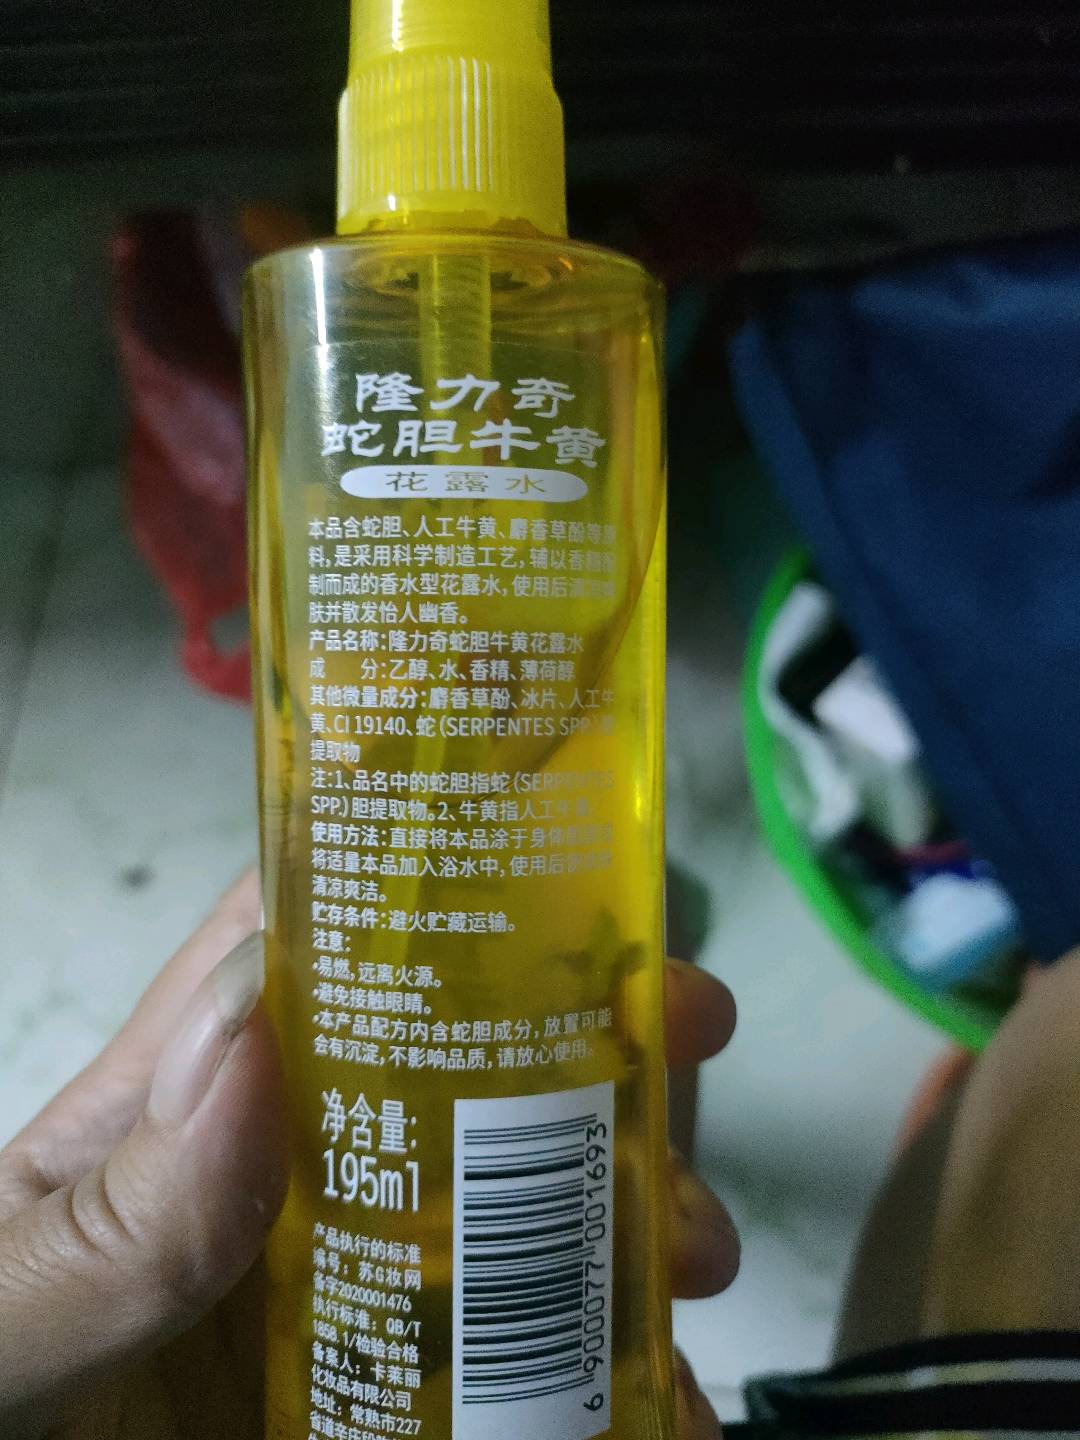 隆力奇
蛇胆牛黄
花露水
本品含蛇胆、人工牛黄、麝香草酚等
料,是采用科学制造工艺,辅以香精
制而成的香水型花露水,使用后清
肤并散发怡人幽香。
产品名称:隆力奇蛇胆牛黄花露水
成 分:乙醇、水、香精、薄荷醇
其他微量成分:麝香草酚、冰片、人工牛
黄、CI 19140、蛇(SERPENTES SPP.)
提取物
注:1、品名中的蛇胆指蛇(SERPENTES
SPP.)胆提取物。2、牛黄指人工牛黄
使用方法:直接将本品涂于身体
将适量本品加入浴水中,使用后
清凉爽洁。
贮存条件:避火贮藏运输。
注意:
•易燃,远离火源。
•避免接触眼睛。
•本产品配方内含蛇胆成分,放置可能
会有沉淀,不影响品质,请放心使用。
净含量:
195ml
产品执行的标准
编号:苏G妆网
备字2020001476
执行标准:QB/T
1858.1/检验合格
备案人:卡莱丽
化妆品有限公司
地址:常熟市227
省道辛庄段
6 900077 001693